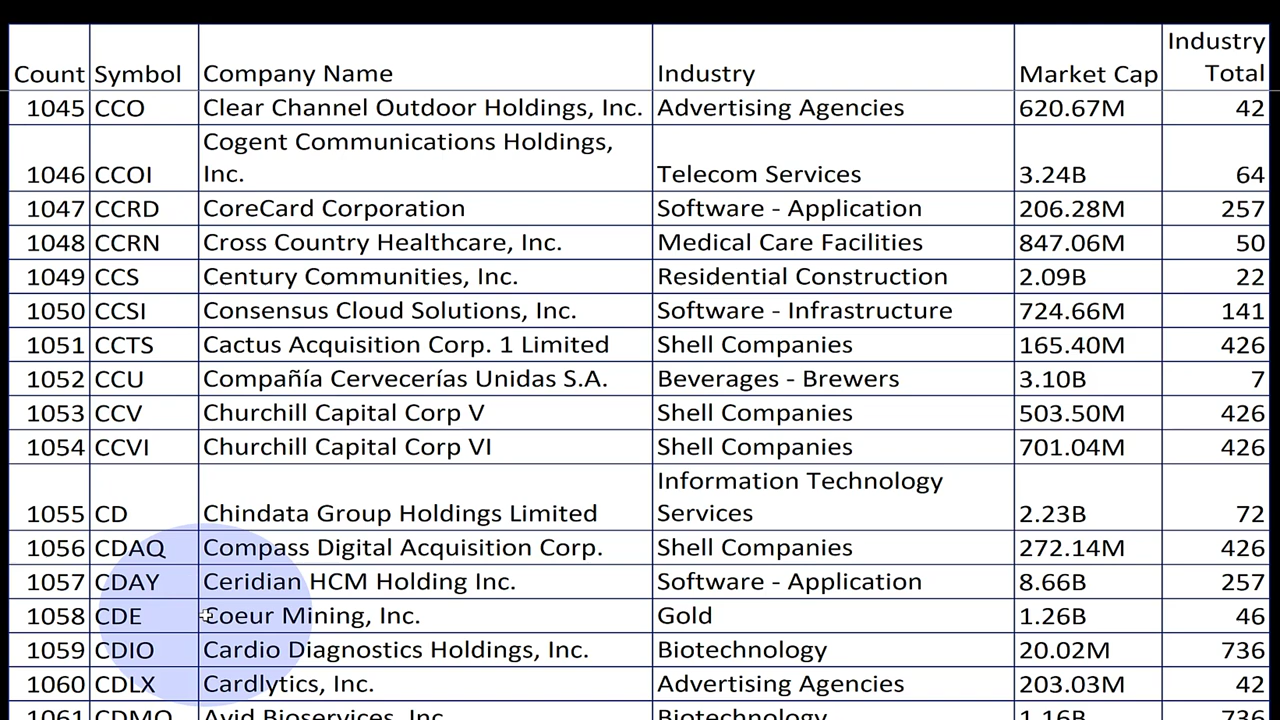 Count Symbol Company Name Industry Market Cap Industry Total
1045 CCO Clear Channel Outdoor Holdings, Inc. Advertising Agencies 620.67M 42
1046 CCOI Cogent Communications Holdings, Inc. Telecom Services 3.24B 64
1047 CCRD CoreCard Corporation Software - Application 206.28M 257
1048 CCRN Cross Country Healthcare, Inc. Medical Care Facilities 847.06M 50
1049 CCS Century Communities, Inc. Residential Construction 2.09B 22
1050 CCSI Consensus Cloud Solutions, Inc. Software - Infrastructure 724.66M 141
1051 CCTS Cactus Acquisition Corp. 1 Limited Shell Companies 165.40M 426
1052 CCU Compañía Cervecerías Unidas S.A. Beverages - Brewers 3.10B 7
1053 CCV Churchill Capital Corp V Shell Companies 503.50M 426
1054 CCVI Churchill Capital Corp VI Shell Companies 701.04M 426
1055 CD Chindata Group Holdings Limited Information Technology Services 2.23B 72
1056 CDAQ Compass Digital Acquisition Corp. Shell Companies 272.14M 426
1057 CDAY Ceridian HCM Holding Inc. Software - Application 8.66B 257
1058 CDE Coeur Mining, Inc. Gold 1.26B 46
1059 CDIO Cardio Diagnostics Holdings, Inc. Biotechnology 20.02M 736
1060 CDLX Cardlytics, Inc. Advertising Agencies 203.03M 42
1061 CDMO Avid Bioservices, Inc. Biotechnology 1.16B 736